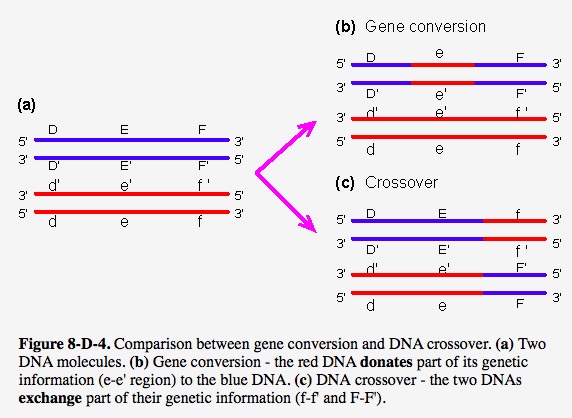 (b) Gene conversion
D e F
5' 3'
3' 5'
D' e' F'
d' e' f'
3' 5'
5' 3'
d e f
(a)
D E F
5' 3'
3' 5'
D' E' F'
d' e' f'
3' 5'
5' 3'
d e f
(c) Crossover
D E f
5' 3'
3' 5'
D' E' f'
d' e' F'
3' 5'
5' 3'
d e F
Figure 8-D-4. Comparison between gene conversion and DNA crossover. (a) Two
DNA molecules. (b) Gene conversion - the red DNA donates part of its genetic
information (e-e' region) to the blue DNA. (c) DNA crossover - the two DNAs
exchange part of their genetic information (f-f' and F-F').